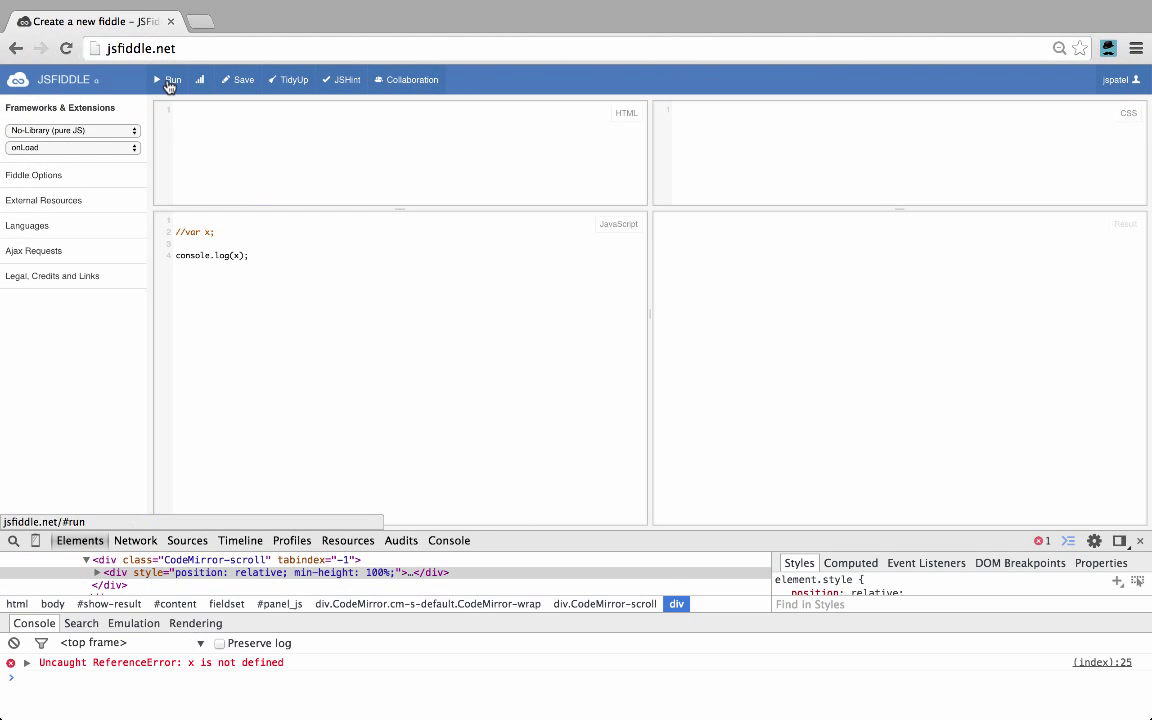 Create a new fiddle – JSFid
jsfiddle.net
JSFIDDLE α
Run
Save
TidyUp
JSHint
Collaboration
jspatel
Frameworks & Extensions
No-Library (pure JS)
onLoad
Fiddle Options
External Resources
Languages
Ajax Requests
Legal, Credits and Links
1
HTML
1
CSS
1
2 //var x;
3
4 console.log(x);
JavaScript
Result
jsfiddle.net/#run
Elements Network Sources Timeline Profiles Resources Audits Console
1
<div class="CodeMirror-scroll" tabindex="-1">
<div style="position: relative; min-height: 100%;">…</div>
</div>
html body #show-result #content fieldset #panel_js div.CodeMirror.cm-s-default.CodeMirror-wrap div.CodeMirror-scroll div
Styles Computed Event Listeners DOM Breakpoints Properties
element.style {
position: relative;
Find in Styles
Console Search Emulation Rendering
<top frame>
Preserve log
Uncaught ReferenceError: x is not defined
(index):25